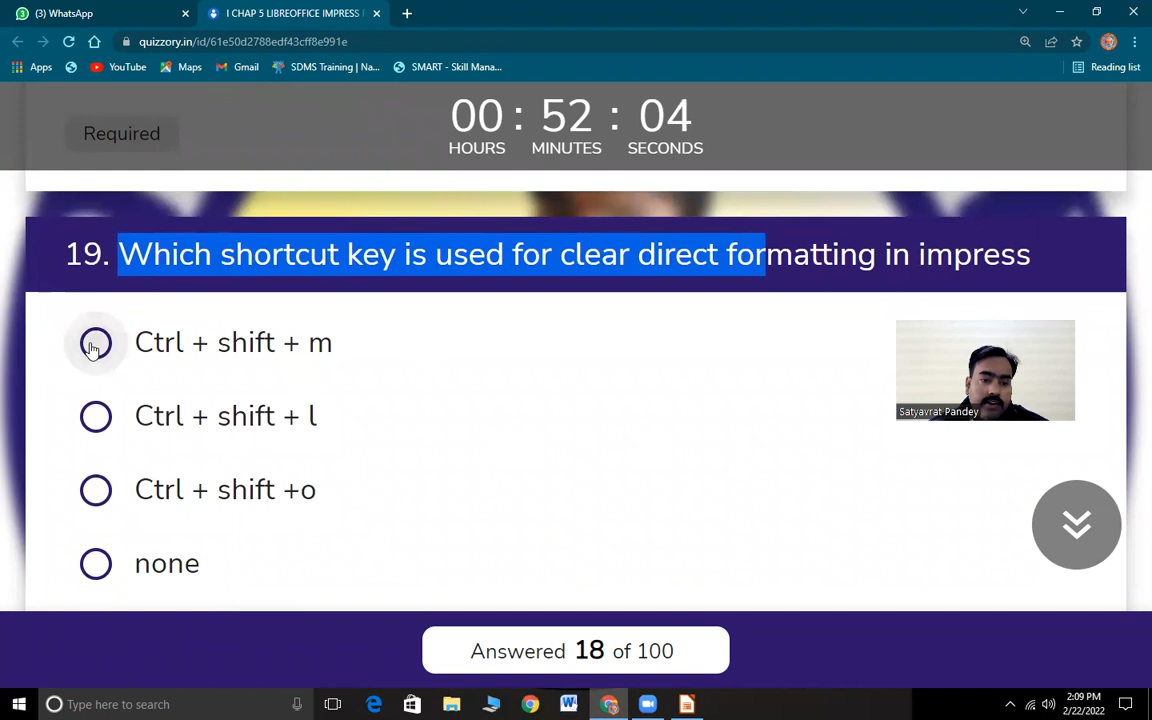 (3) WhatsApp
I CHAP 5 LIBREOFFICE IMPRESS
quizzory.in/id/61e50d2788edf43cff8e991e
Apps YouTube Maps Gmail SDMS Training | Na... SMART - Skill Mana... Reading list
Required
00 : 52 : 04
HOURS MINUTES SECONDS
19. Which shortcut key is used for clear direct formatting in impress
Ctrl + shift + m
Ctrl + shift + l
Ctrl + shift +o
none
Satyavrat Pandey
Answered 18 of 100
Type here to search
2:09 PM
2/22/2022